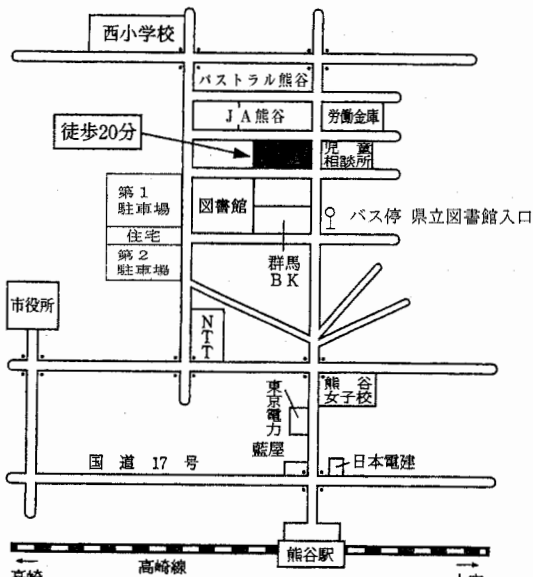 西小学校
パストラル熊谷
JA熊谷
労働金庫
徒歩20分
児童
相談所
第1
駐車場
図書館
バス停 県立図書館入口
住宅
第2
駐車場
群馬
BK
市役所
NTT
熊谷
女子校
東京電力
藍屋
国道17号
日本電建
熊谷駅
高崎線
高崎